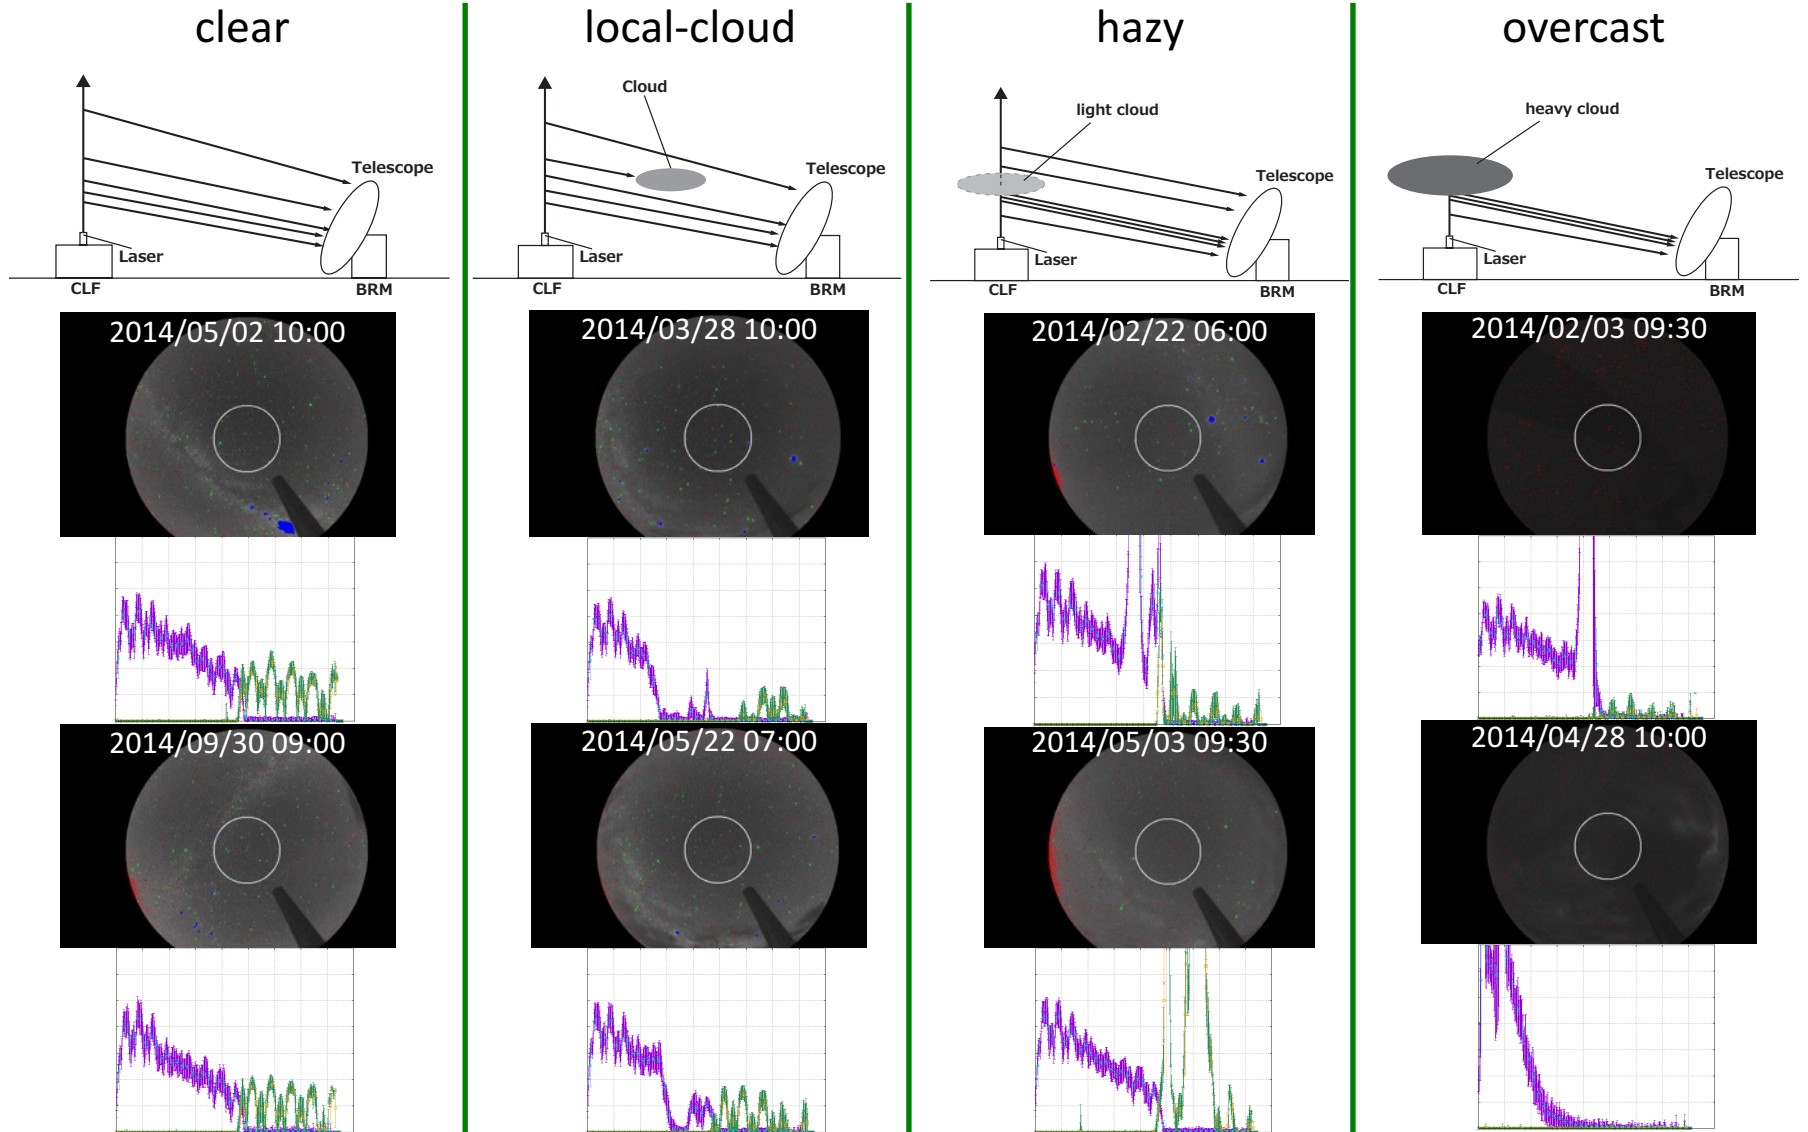 clear
local-cloud
hazy
overcast
Telescope
Laser
CLF
BRM
Cloud
Telescope
Laser
CLF
BRM
light cloud
Telescope
Laser
CLF
BRM
heavy cloud
Telescope
Laser
CLF
BRM
2014/05/02 10:00
2014/03/28 10:00
2014/02/22 06:00
2014/02/03 09:30
2014/09/30 09:00
2014/05/22 07:00
2014/05/03 09:30
2014/04/28 10:00